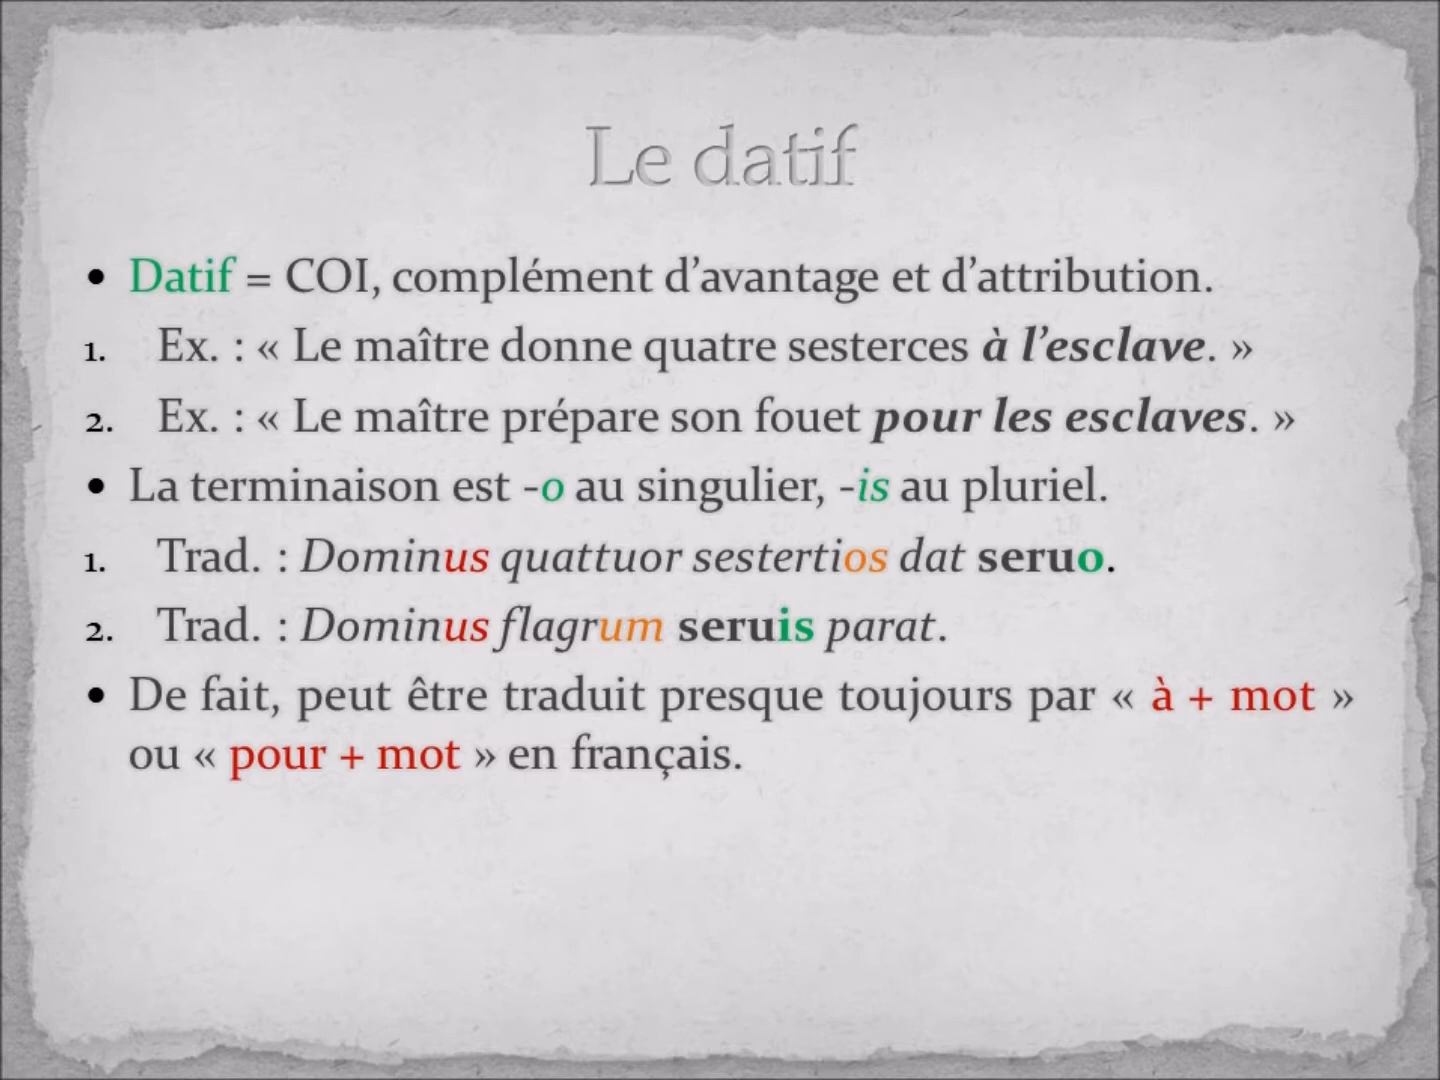 Le datif
• Datif = COI, complément d’avantage et d’attribution.
1. Ex. : « Le maître donne quatre sesterces à l’esclave. »
2. Ex. : « Le maître prépare son fouet pour les esclaves. »
• La terminaison est -o au singulier, -is au pluriel.
1. Trad. : Dominus quattuor sestertios dat seruo.
2. Trad. : Dominus flagrum seruis parat.
• De fait, peut être traduit presque toujours par « à + mot »
ou « pour + mot » en français.